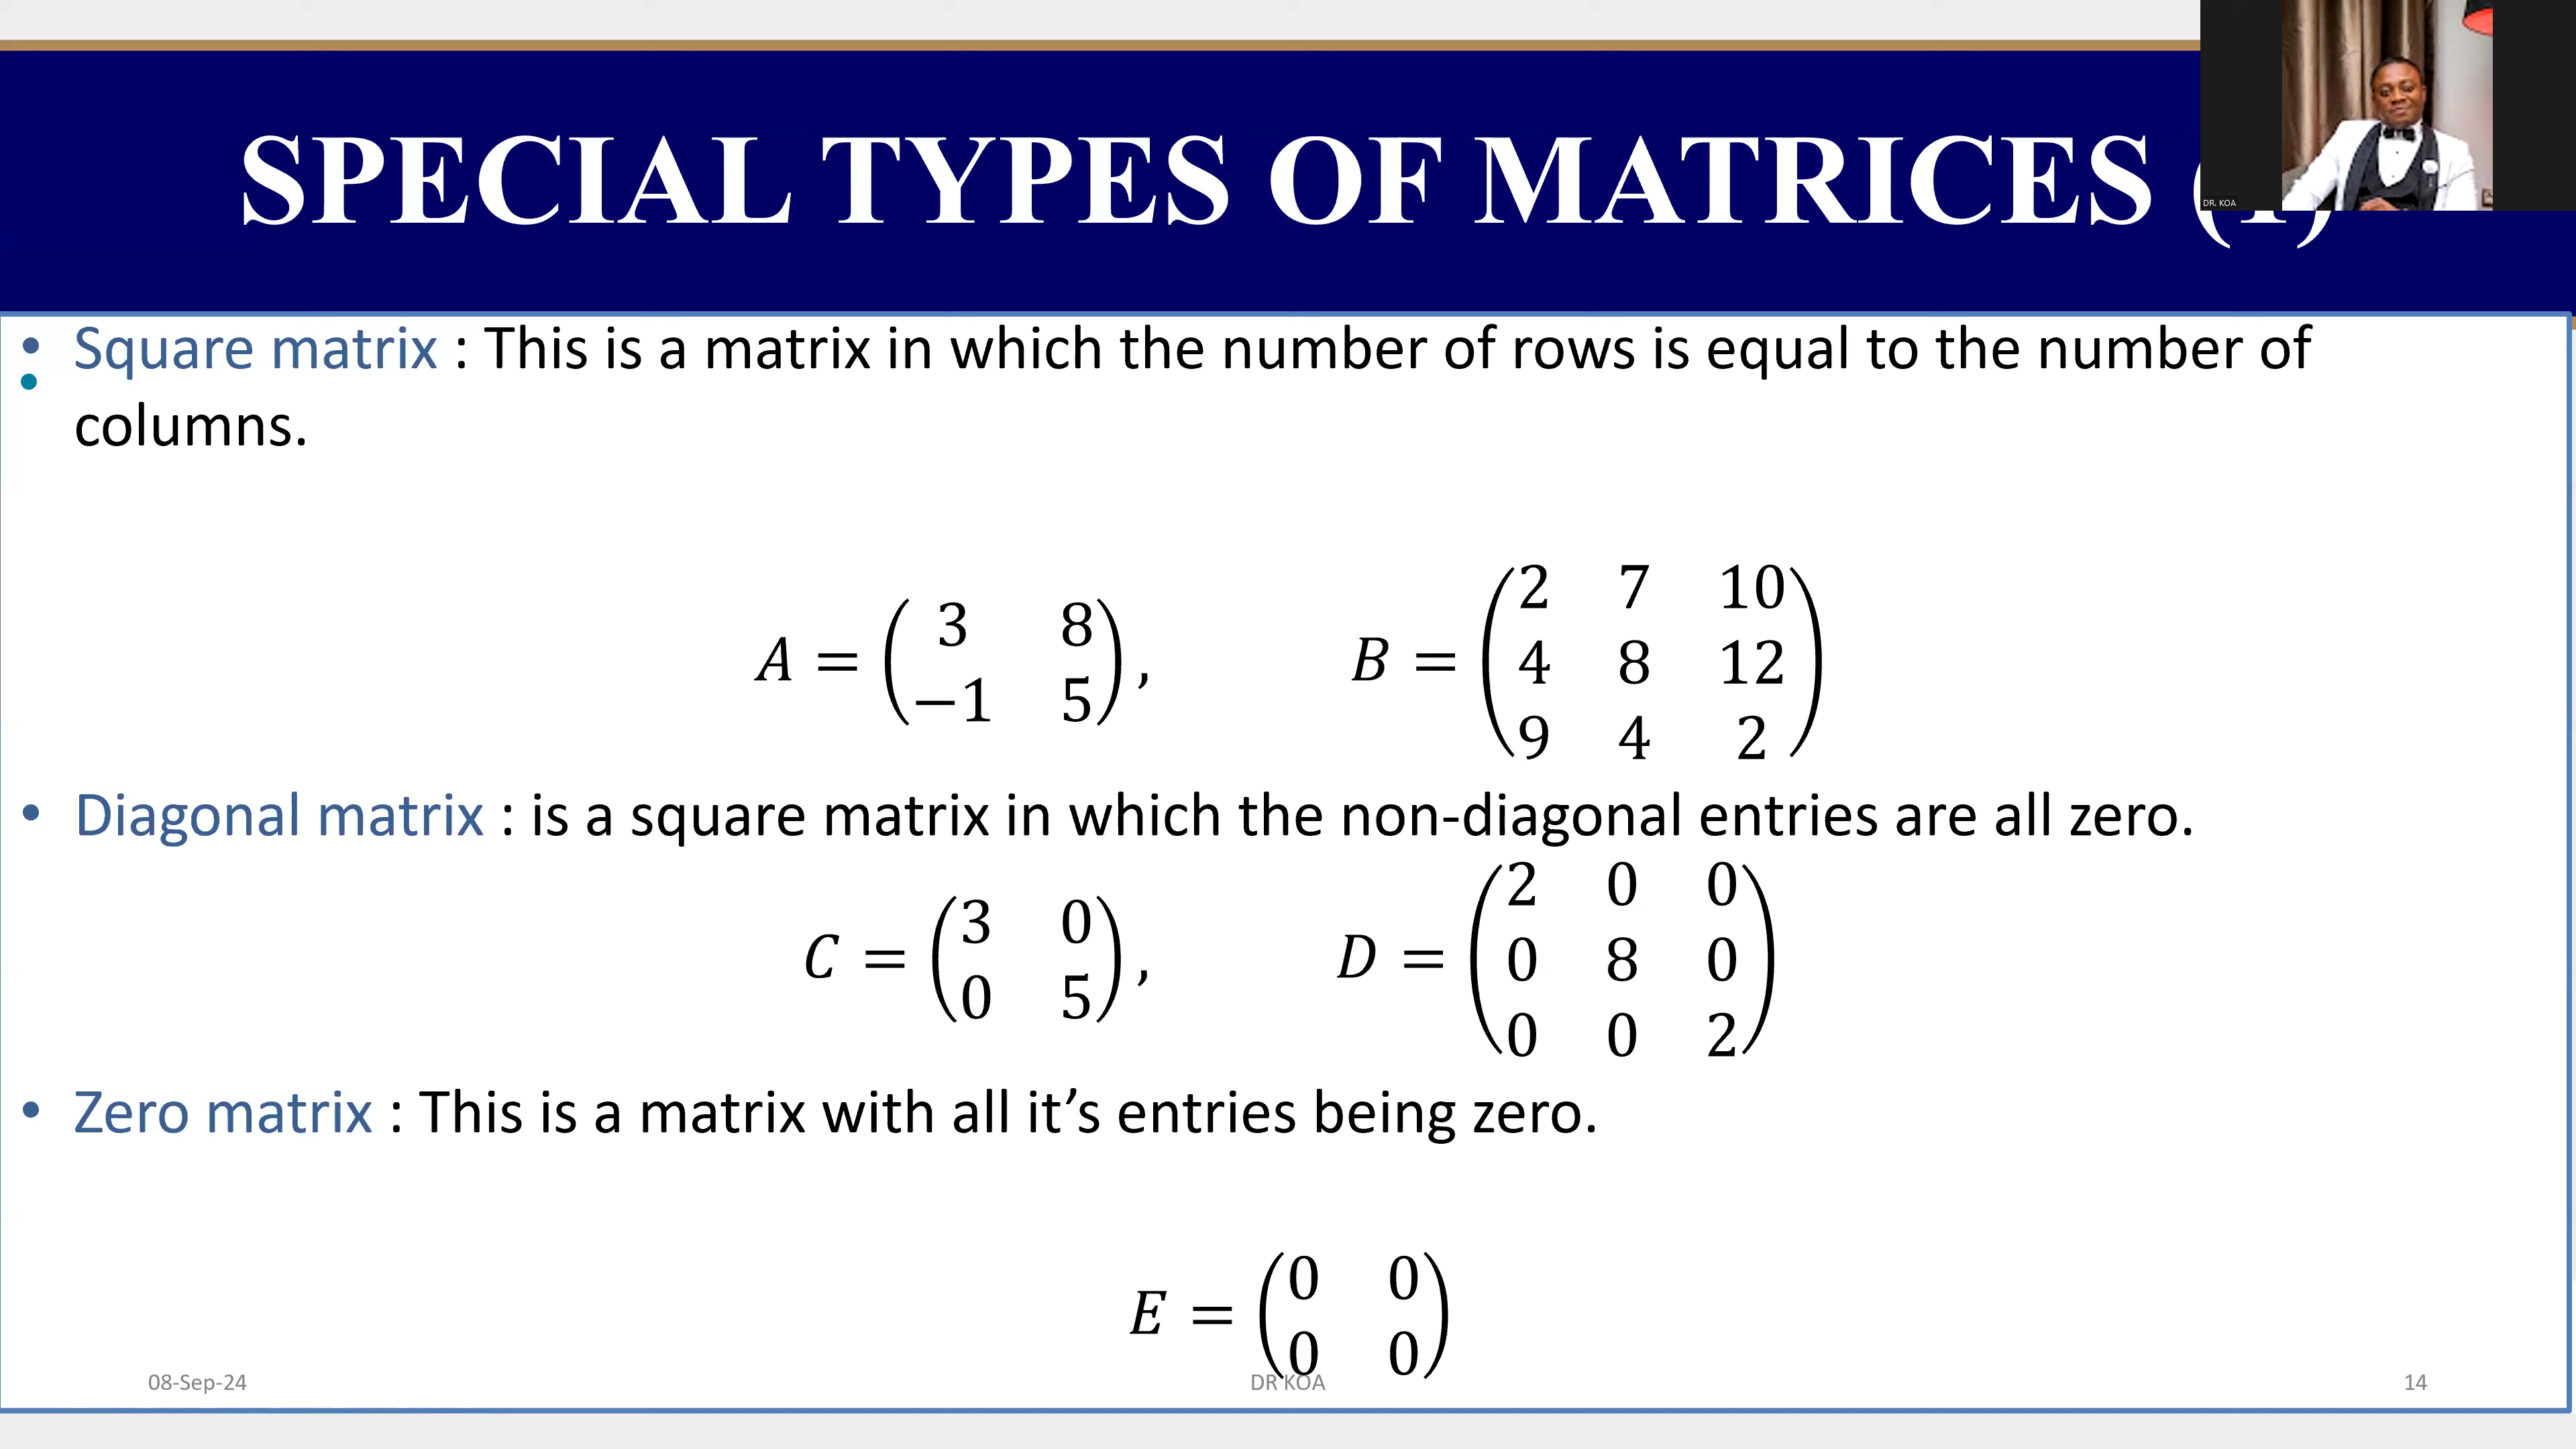 SPECIAL TYPES OF MATRICES (1)
DR. KOA
• Square matrix : This is a matrix in which the number of rows is equal to the number of
columns.
A = ( 3 8 ; −1 5 ) , B = ( 2 7 10 ; 4 8 12 ; 9 4 2 )
• Diagonal matrix : is a square matrix in which the non-diagonal entries are all zero.
C = ( 3 0 ; 0 5 ) , D = ( 2 0 0 ; 0 8 0 ; 0 0 2 )
• Zero matrix : This is a matrix with all it’s entries being zero.
E = ( 0 0 ; 0 0 )
08-Sep-24 DR KOA 14